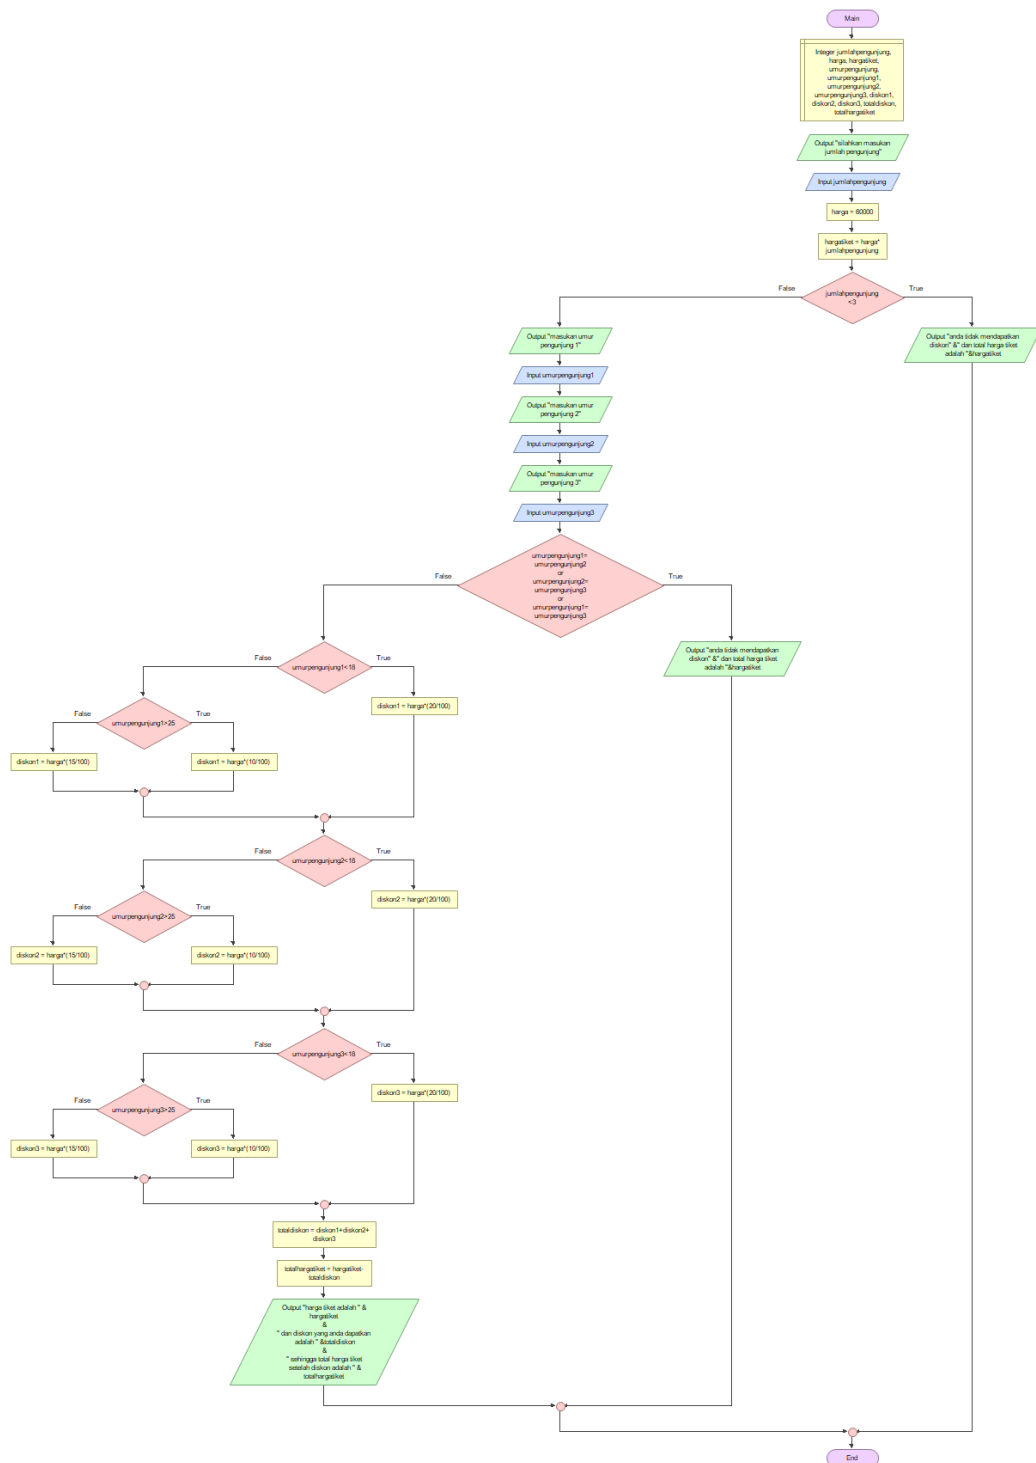 Main
Integer jumlahpengunjung,
harga, hargatiket,
umurpengunjung,
umurpengunjung1,
umurpengunjung2,
umurpengunjung3, diskon1,
diskon2, diskon3, totaldiskon,
totalhargatiket
Output "silahkan masukan
jumlah pengunjung"
Input jumlahpengunjung
harga = 60000
hargatiket = harga*
jumlahpengunjung
jumlahpengunjung
<3
False
True
Output "masukan umur
pengunjung 1"
Input umurpengunjung1
Output "masukan umur
pengunjung 2"
Input umurpengunjung2
Output "masukan umur
pengunjung 3"
Input umurpengunjung3
Output "anda tidak mendapatkan
diskon" &" dan total harga tiket
adalah "&hargatiket
umurpengunjung1=
umurpengunjung2
or
umurpengunjung2=
umurpengunjung3
or
umurpengunjung1=
umurpengunjung3
False
True
Output "anda tidak mendapatkan
diskon" &" dan total harga tiket
adalah "&hargatiket
umurpengunjung1<18
False
True
diskon1 = harga*(20/100)
umurpengunjung1>25
False
True
diskon1 = harga*(15/100)
diskon1 = harga*(10/100)
umurpengunjung2<18
False
True
diskon2 = harga*(20/100)
umurpengunjung2>25
False
True
diskon2 = harga*(15/100)
diskon2 = harga*(10/100)
umurpengunjung3<18
False
True
diskon3 = harga*(20/100)
umurpengunjung3>25
False
True
diskon3 = harga*(15/100)
diskon3 = harga*(10/100)
totaldiskon = diskon1+diskon2+
diskon3
totalhargatiket = hargatiket-
totaldiskon
Output "harga tiket adalah " &
hargatiket
&
" dan diskon yang anda dapatkan
adalah " &totaldiskon
&
" sehingga total harga tiket
setelah diskon adalah " &
totalhargatiket
End